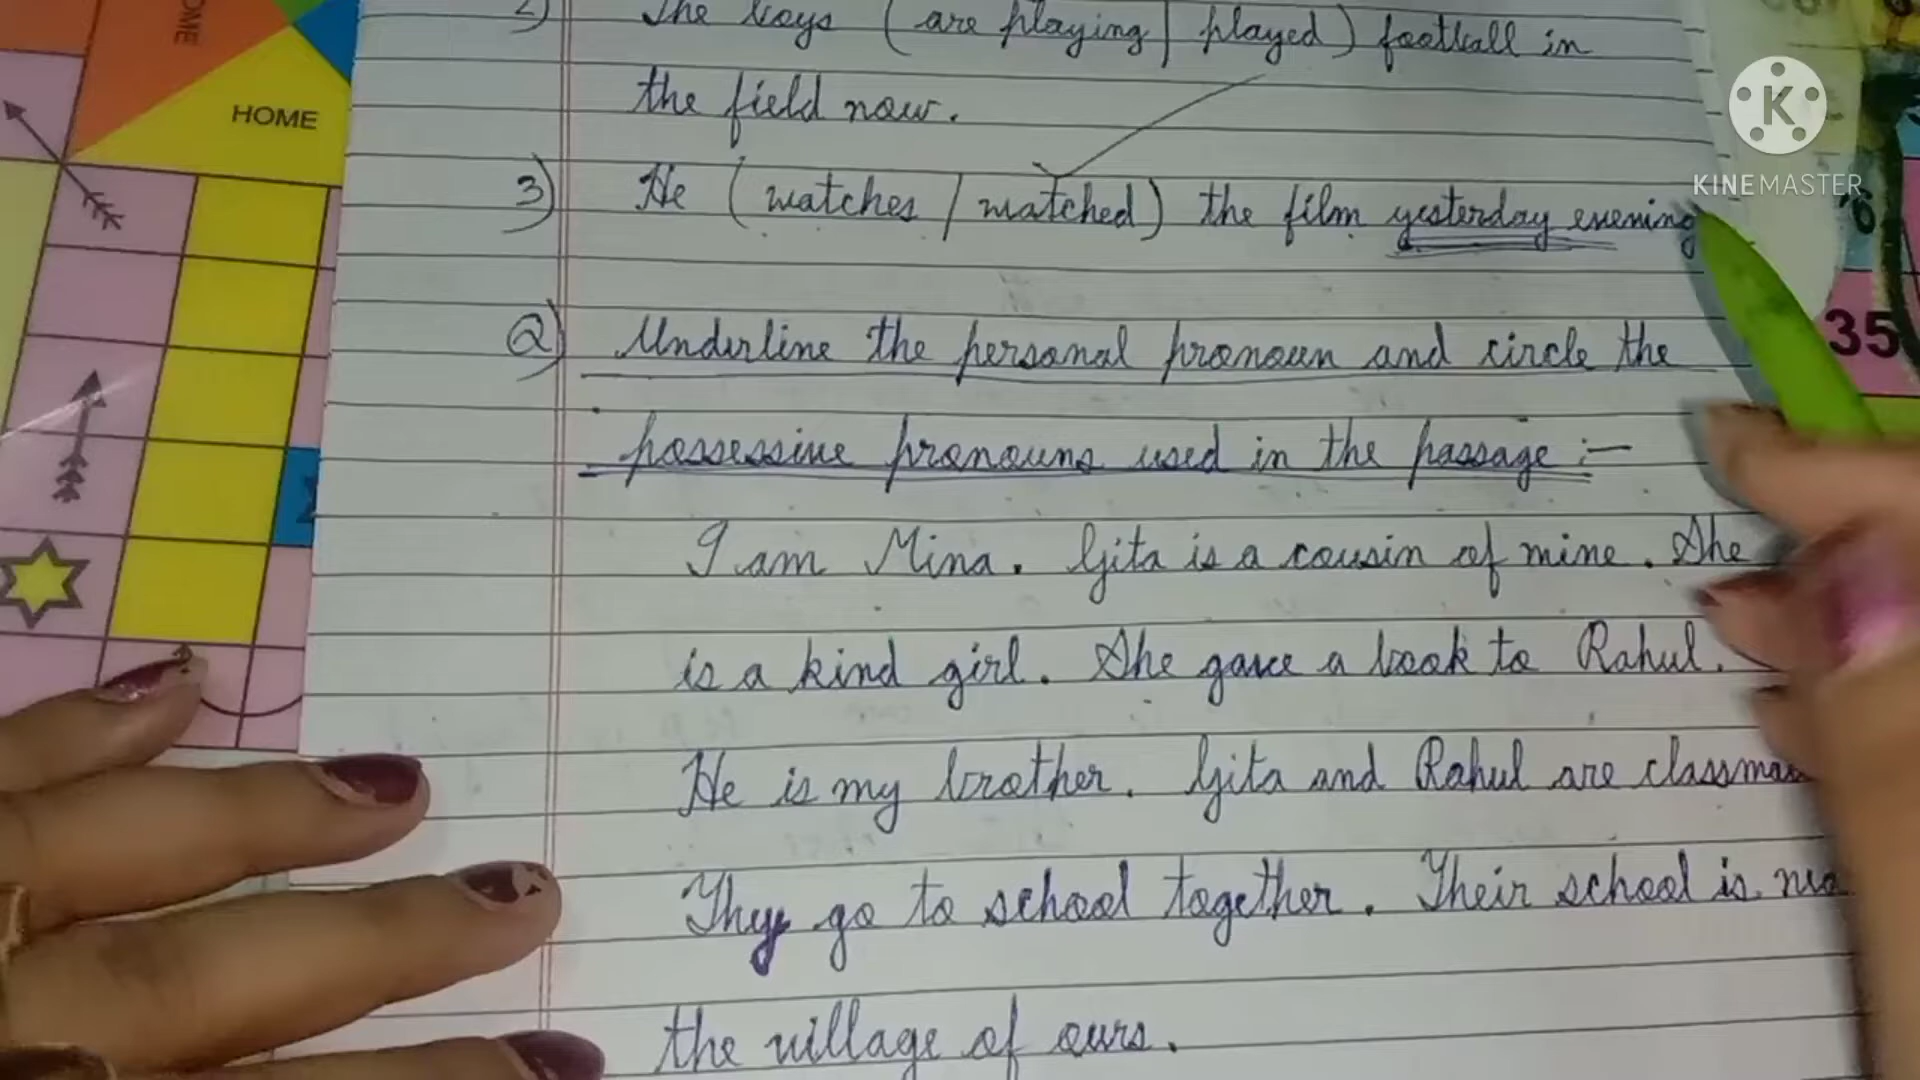 HOME
HOME
2) The boys (are playing / played) football in
the field now.
3) He (watches / watched) the film yesterday evening
Q) Underline the personal pronoun and circle the
possessive pronouns used in the passage :-
I am Mina. Gita is a cousin of mine. She
is a kind girl. She gave a book to Rahul.
He is my brother. Gita and Rahul are
Thy go to school together. Their school is
the village of ours.
K
KINEMASTER
35